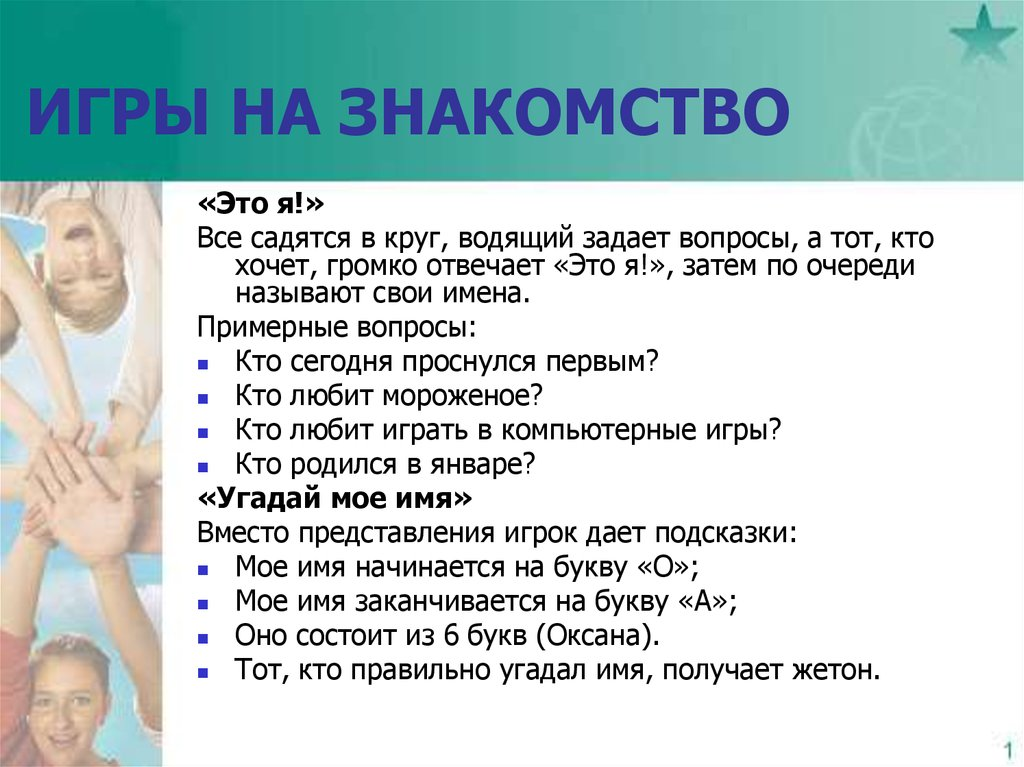 ИГРЫ НА ЗНАКОМСТВО
«Это я!»
Все садятся в круг, водящий задает вопросы, а тот, кто
хочет, громко отвечает «Это я!», затем по очереди
называют свои имена.
Примерные вопросы:
Кто сегодня проснулся первым?
Кто любит мороженое?
Кто любит играть в компьютерные игры?
Кто родился в январе?
«Угадай мое имя»
Вместо представления игрок дает подсказки:
Мое имя начинается на букву «О»;
Мое имя заканчивается на букву «А»;
Оно состоит из 6 букв (Оксана).
Тот, кто правильно угадал имя, получает жетон.
1